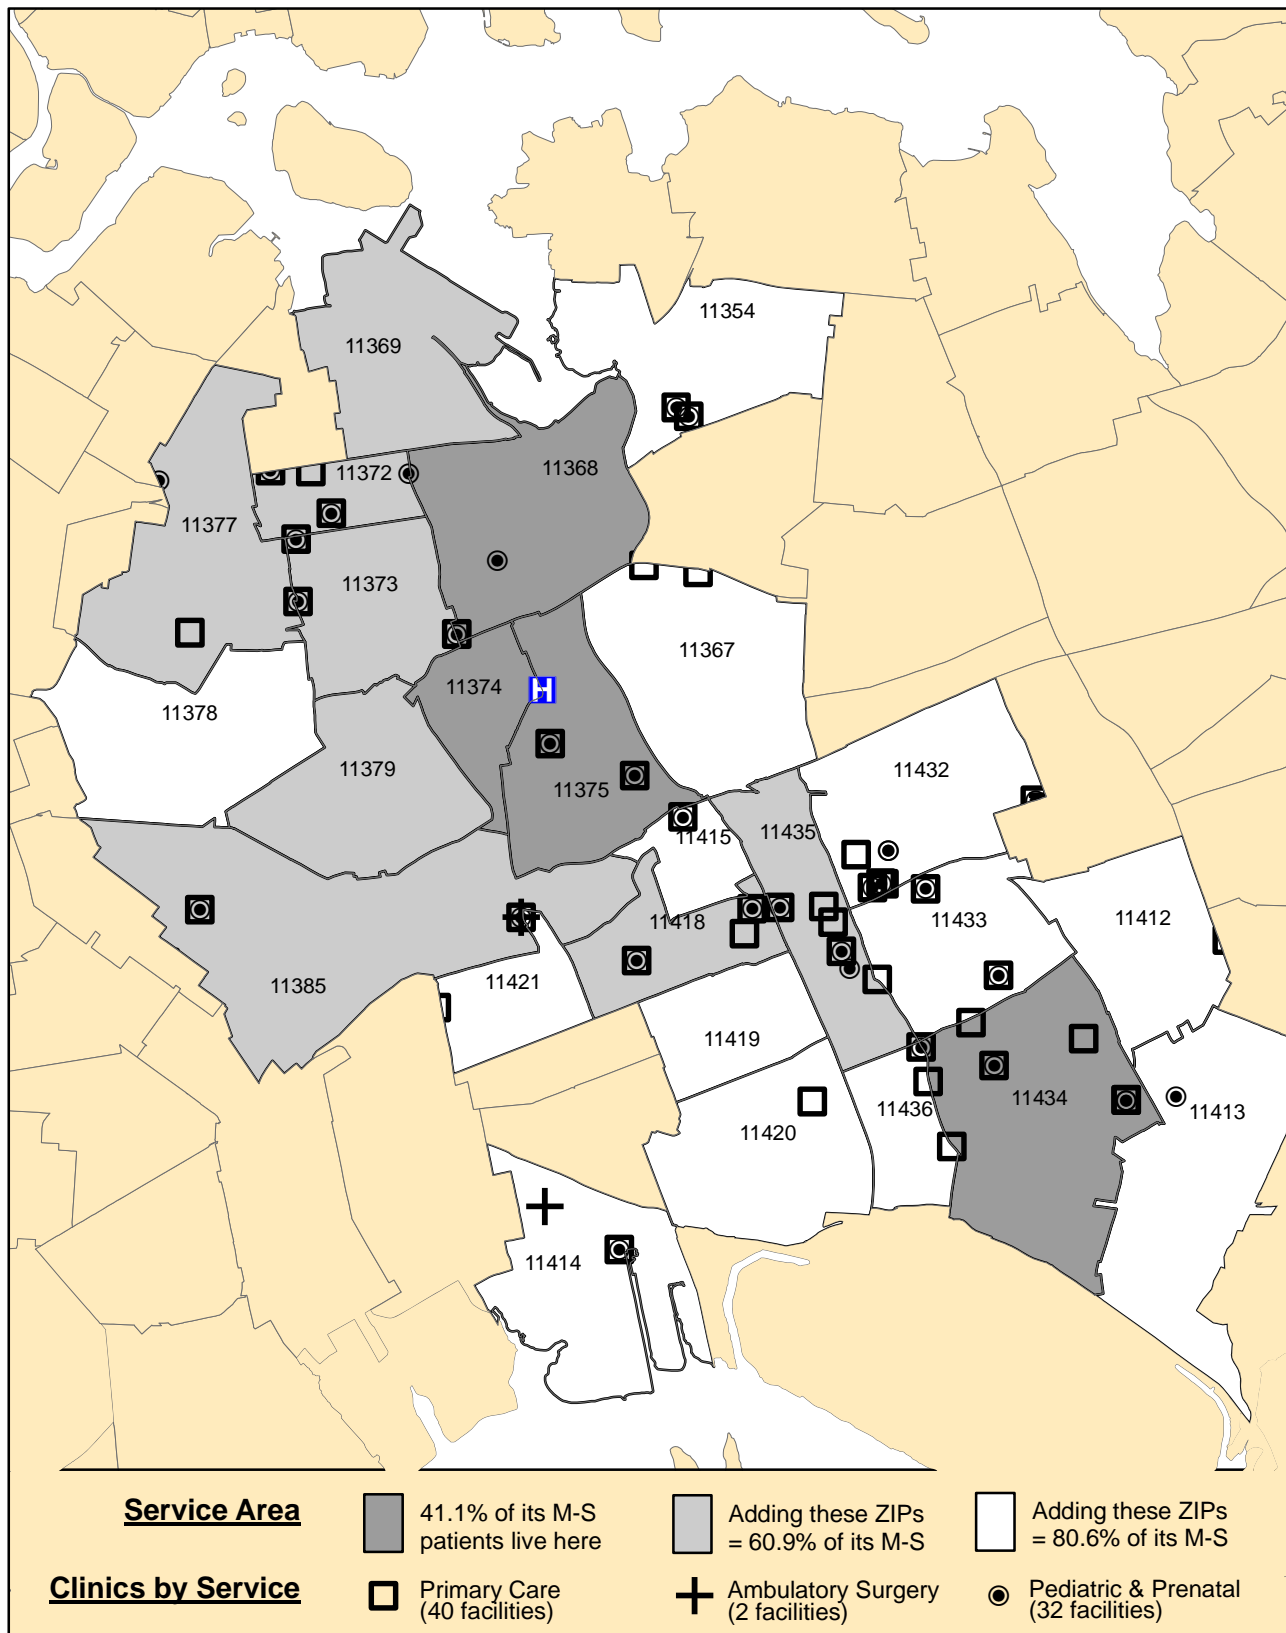 11354
11369
11368
11372
11377
11373
11367
11374
11378
11379
11432
11375
11435
11415
11418
11433
11412
11421
11385
11419
11434
11436
11413
11420
H
11414
Service Area
41.1% of its M-S
patients live here
Adding these ZIPs
= 60.9% of its M-S
Adding these ZIPs
= 80.6% of its M-S
Clinics by Service
Primary Care
(40 facilities)
Ambulatory Surgery
(2 facilities)
Pediatric & Prenatal
(32 facilities)